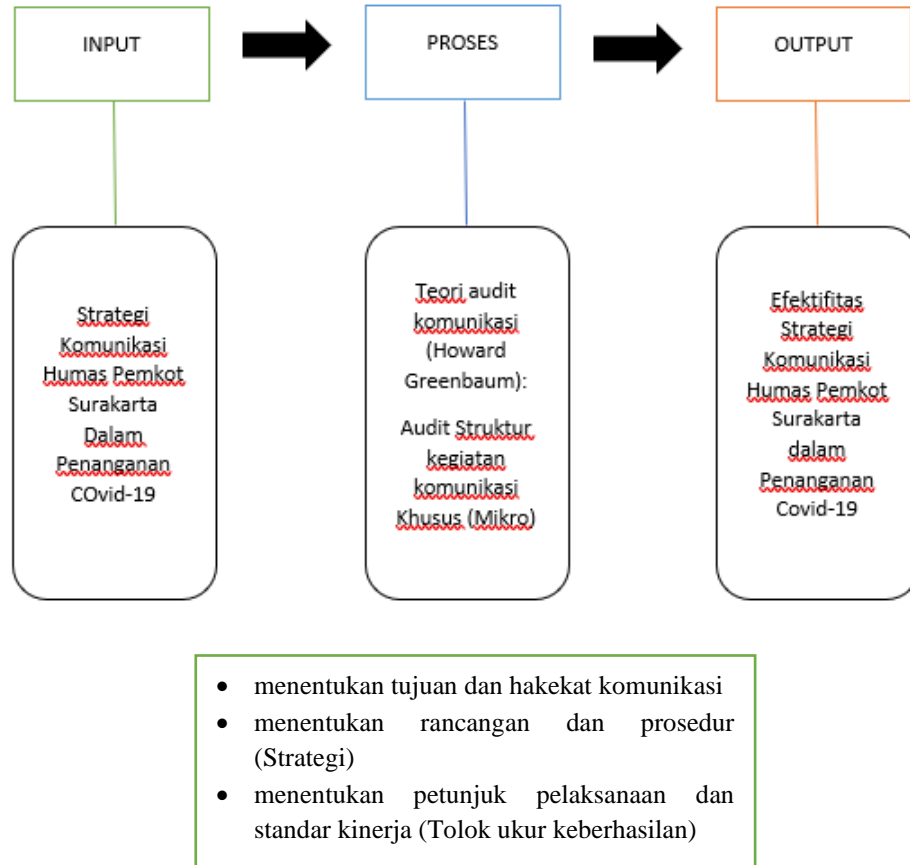 INPUT
PROSES
OUTPUT
Strategi
Komunikasi
Humas Pemkot
Surakarta
Dalam
Penanganan
COvid-19
Teori audit
komunikasi
(Howard
Greenbaum):
Audit Struktur
kegiatan
komunikasi
Khusus (Mikro)
Efektifitas
Strategi
Komunikasi
Humas Pemkot
Surakarta
dalam
Penanganan
Covid-19
• menentukan tujuan dan hakekat komunikasi
• menentukan rancangan dan prosedur
(Strategi)
• menentukan petunjuk pelaksanaan dan
standar kinerja (Tolok ukur keberhasilan)